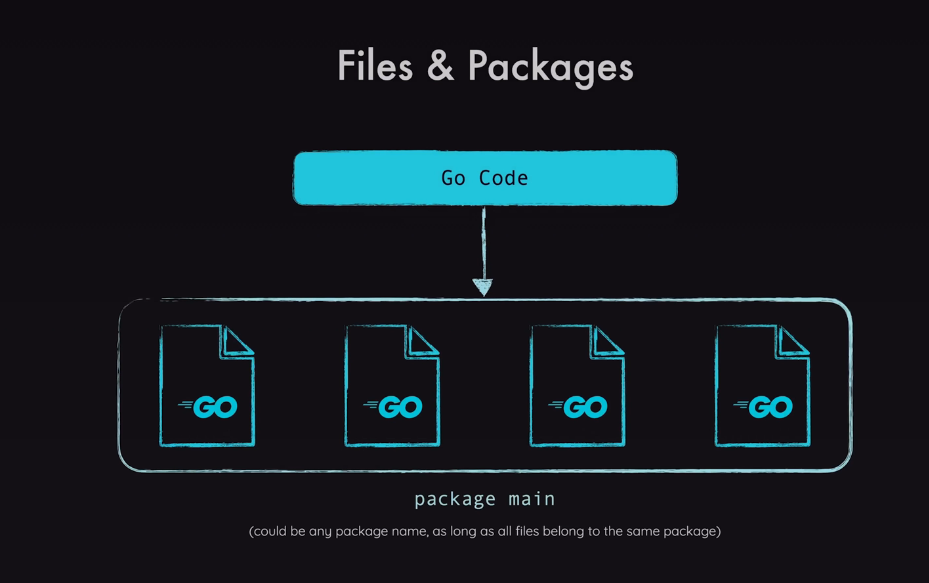 Files & Packages
Go Code
GO GO GO GO
package main
(could be any package name, as long as all files belong to the same package)